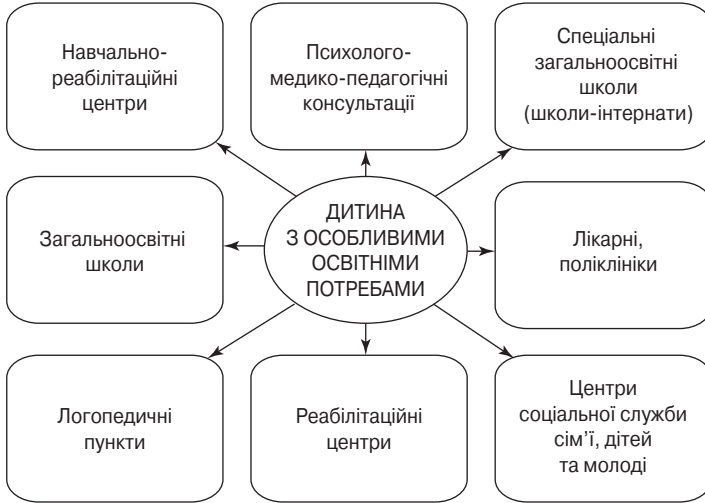 Навчально-
реабілітаційні
центри
Психолого-
медико-педагогічні
консультації
Спеціальні
загальноосвітні
школи
(школи-інтернати)
Загальноосвітні
школи
ДИТИНА
З ОСОБЛИВИМИ
ОСВІТНІМИ
ПОТРЕБАМИ
Лікарні,
поліклініки
Логопедичні
пункти
Реабілітаційні
центри
Центри
соціальної служби
сім’ї, дітей
та молоді